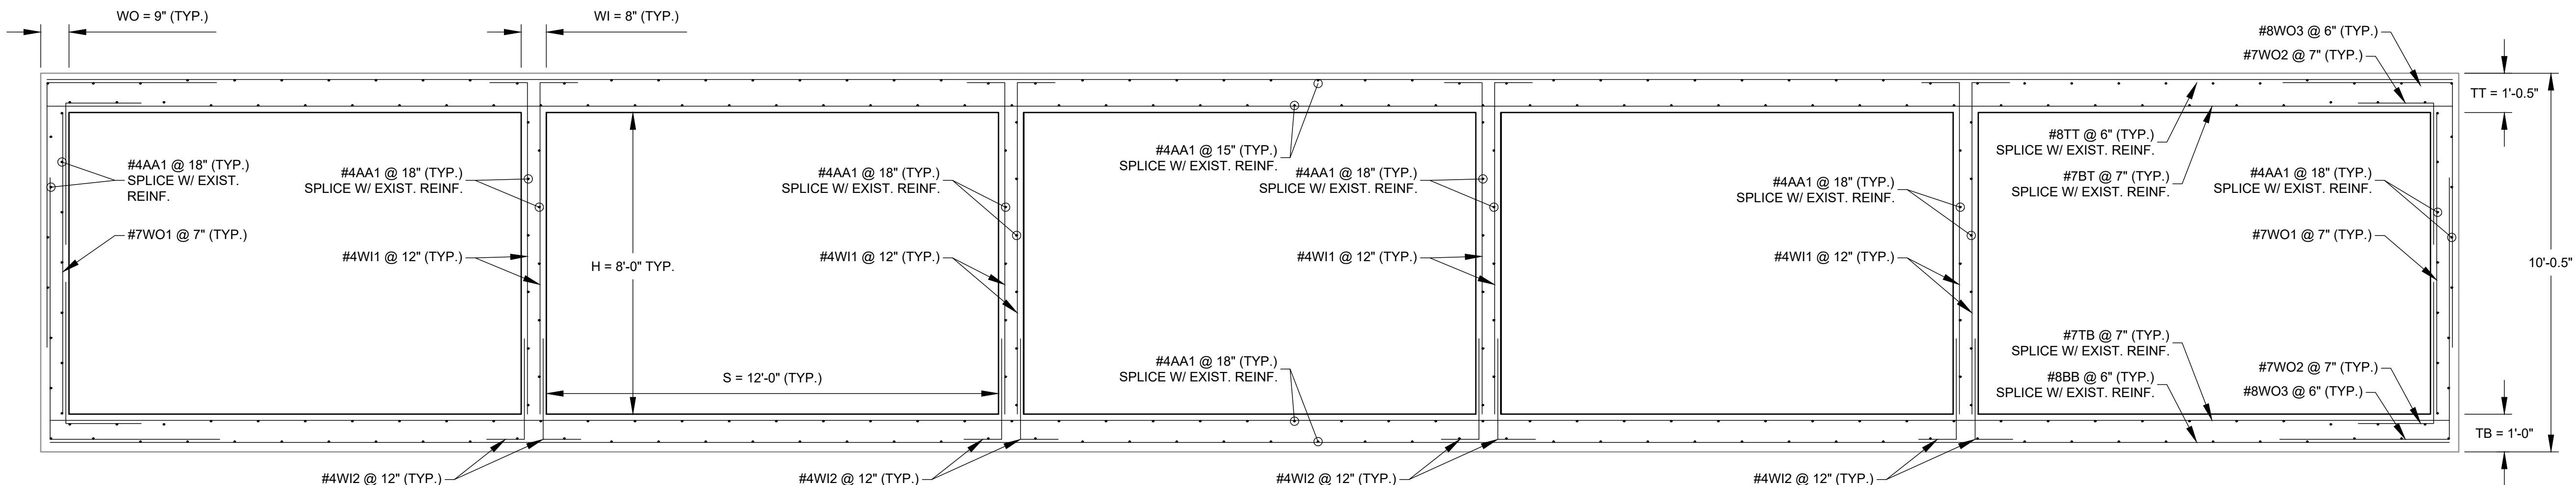 WO = 9" (TYP.)
WI = 8" (TYP.)
#8WO3 @ 6" (TYP.)
#7WO2 @ 7" (TYP.)
TT = 1'-0.5"
#8TT @ 6" (TYP.)
SPLICE W/ EXIST. REINF.
#7BT @ 7" (TYP.)
SPLICE W/ EXIST. REINF.
#4AA1 @ 15" (TYP.)
SPLICE W/ EXIST. REINF.
#4AA1 @ 18" (TYP.)
SPLICE W/ EXIST.
REINF.
#4AA1 @ 18" (TYP.)
SPLICE W/ EXIST. REINF.
#4AA1 @ 18" (TYP.)
SPLICE W/ EXIST. REINF.
#4AA1 @ 18" (TYP.)
SPLICE W/ EXIST. REINF.
#4AA1 @ 18" (TYP.)
SPLICE W/ EXIST. REINF.
#4AA1 @ 18" (TYP.)
SPLICE W/ EXIST. REINF.
#7WO1 @ 7" (TYP.)
#7WO1 @ 7" (TYP.)
#4WI1 @ 12" (TYP.)
H = 8'-0" TYP.
#4WI1 @ 12" (TYP.)
#4WI1 @ 12" (TYP.)
#4WI1 @ 12" (TYP.)
10'-0.5"
#7TB @ 7" (TYP.)
SPLICE W/ EXIST. REINF.
#4AA1 @ 18" (TYP.)
SPLICE W/ EXIST. REINF.
S = 12'-0" (TYP.)
#8BB @ 6" (TYP.)
SPLICE W/ EXIST. REINF.
#7WO2 @ 7" (TYP.)
#8WO3 @ 6" (TYP.)
TB = 1'-0"
#4WI2 @ 12" (TYP.)
#4WI2 @ 12" (TYP.)
#4WI2 @ 12" (TYP.)
#4WI2 @ 12" (TYP.)